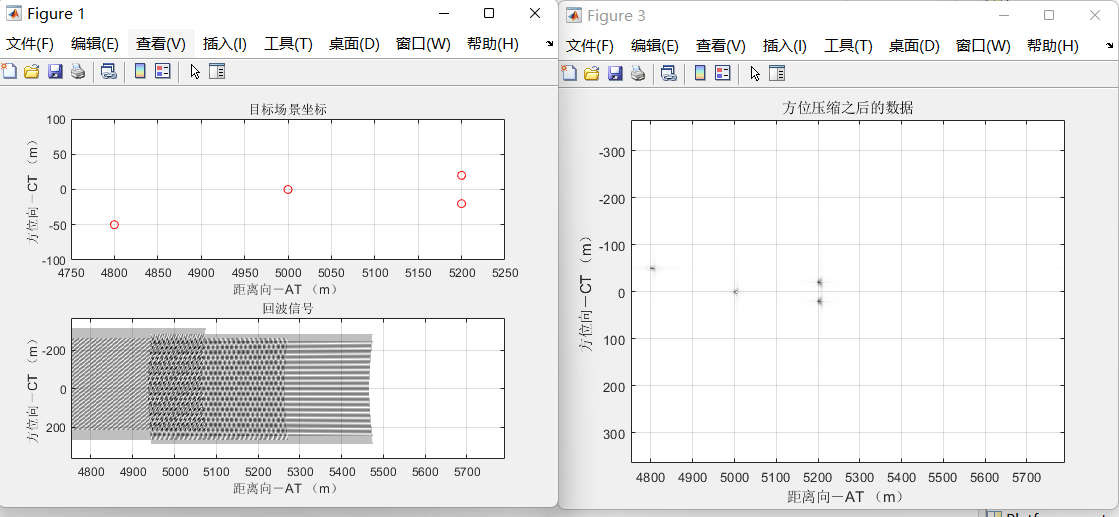 Figure 1
文件(F) 编辑(E) 查看(V) 插入(I) 工具(T) 桌面(D) 窗口(W) 帮助(H)
目标场景坐标
100
50
0
-50
-100
方位向－CT （m）
4750 4800 4850 4900 4950 5000 5050 5100 5150 5200 5250
距离向－AT （m）
回波信号
-200
0
200
方位向－CT （m）
4800 4900 5000 5100 5200 5300 5400 5500 5600 5700
距离向－AT （m）
Figure 3
文件(F) 编辑(E) 查看(V) 插入(I) 工具(T) 桌面(D) 窗口(W) 帮助(H)
方位压缩之后的数据
-300
-200
-100
0
100
200
300
方位向－CT （m）
4800 4900 5000 5100 5200 5300 5400 5500 5600 5700
距离向－AT （m）